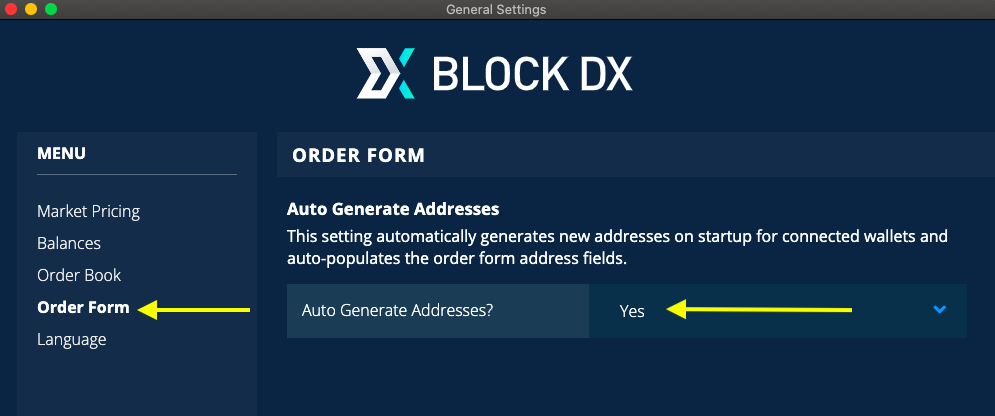 General Settings
BLOCK DX
MENU
Market Pricing
Balances
Order Book
Order Form
Language
ORDER FORM
Auto Generate Addresses
This setting automatically generates new addresses on startup for connected wallets and
auto-populates the order form address fields.
Auto Generate Addresses?
Yes